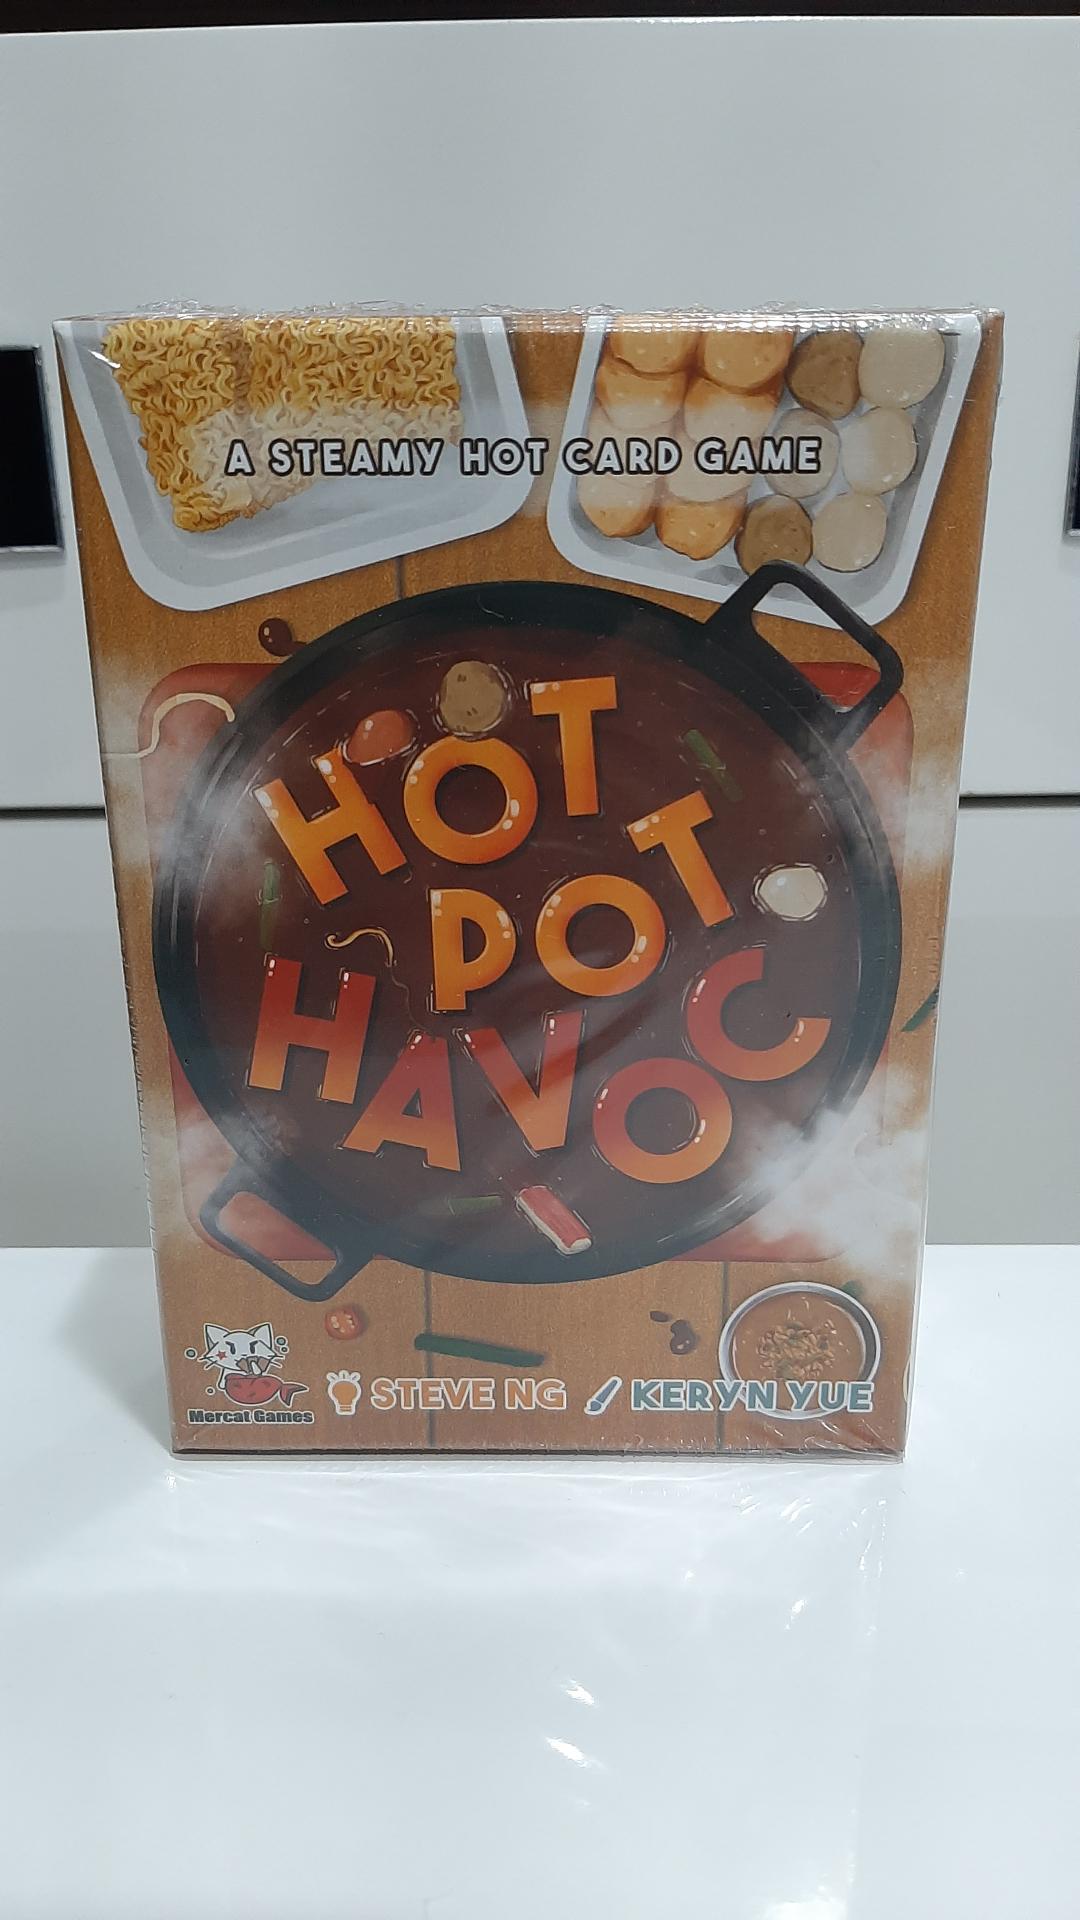 A STEAMY HOT CARD GAME
HOT
POT
HAVOC
Mercat Games
STEVE NG
KERYN YUE